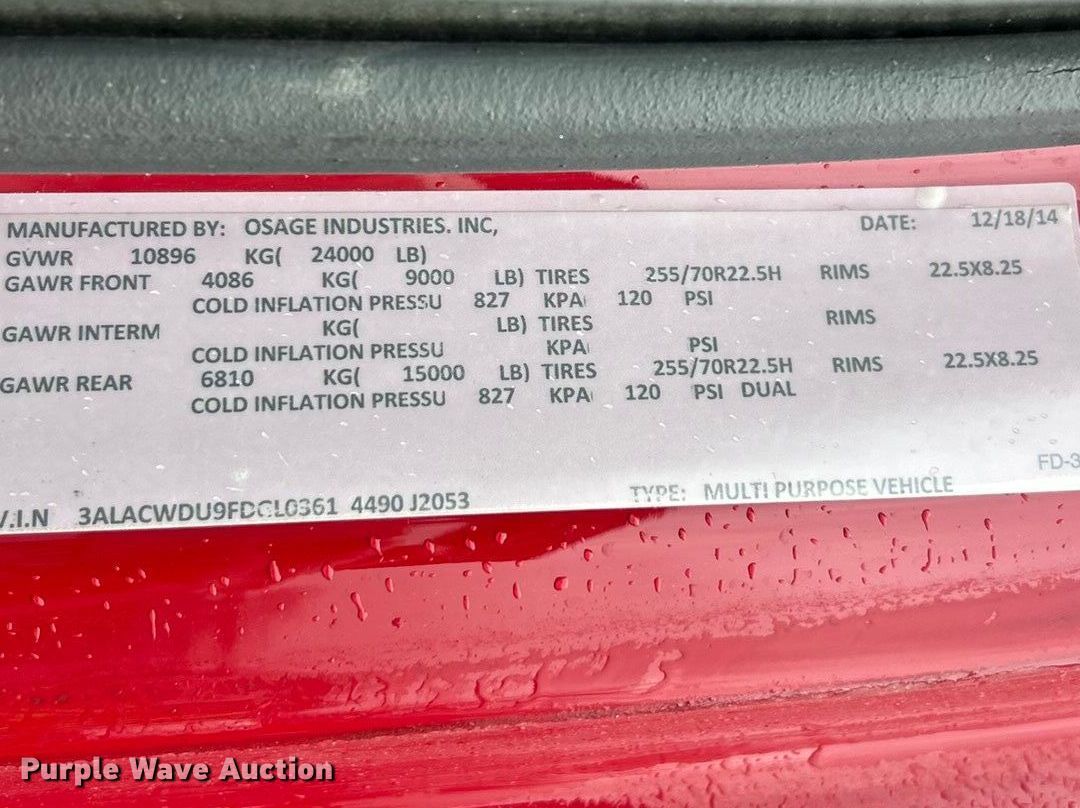 MANUFACTURED BY: OSAGE INDUSTRIES. INC, DATE: 12/18/14
GVWR 10896 KG( 24000 LB)
GAWR FRONT 4086 KG( 9000 LB) TIRES 255/70R22.5H RIMS 22.5X8.25
COLD INFLATION PRESSU 827 KPA 120 PSI
GAWR INTERM KG( LB) TIRES RIMS
COLD INFLATION PRESSU KPA PSI
GAWR REAR 6810 KG( 15000 LB) TIRES 255/70R22.5H RIMS 22.5X8.25
COLD INFLATION PRESSU 827 KPA 120 PSI DUAL
FD-3
V.I.N 4490 J2053 TYPE: MULTI PURPOSE VEHICLE
Purple Wave Auction